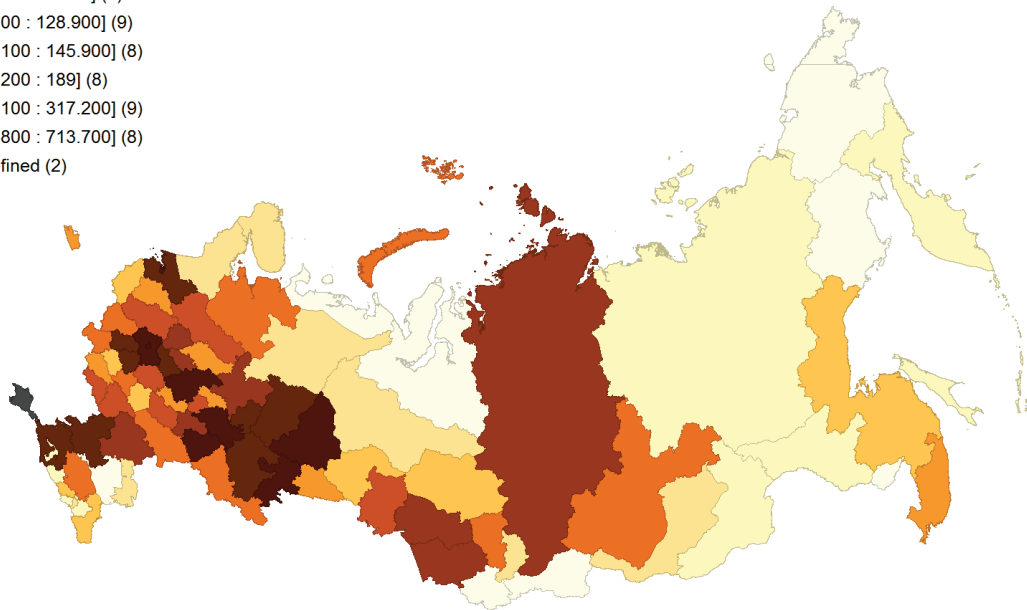 00 : 128.900] (9)
100 : 145.900] (8)
200 : 189] (8)
100 : 317.200] (9)
800 : 713.700] (8)
fined (2)